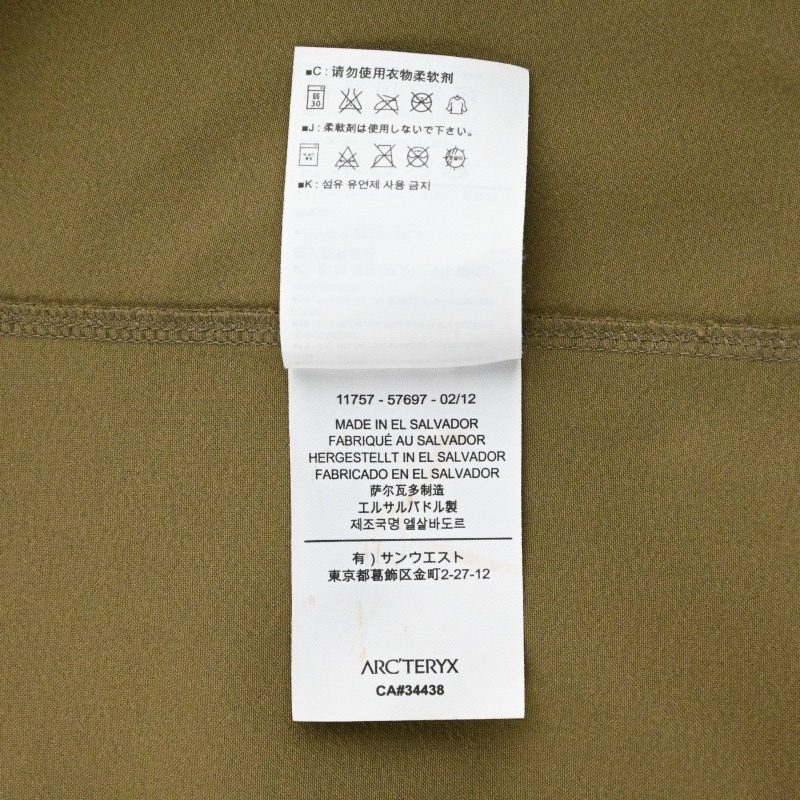 ■C : 请勿使用衣物柔软剂
弱
30
■J : 柔軟剤は使用しないで下さい。
■K : 섬유 유연제 사용 금지
11757 - 57697 - 02/12
MADE IN EL SALVADOR
FABRIQUÉ AU SALVADOR
HERGESTELLT IN EL SALVADOR
FABRICADO EN EL SALVADOR
萨尔瓦多制造
エルサルバドル製
제조국명 엘살바도르
有）サンウエスト
東京都葛飾区金町2-27-12
ARC'TERYX
CA#34438